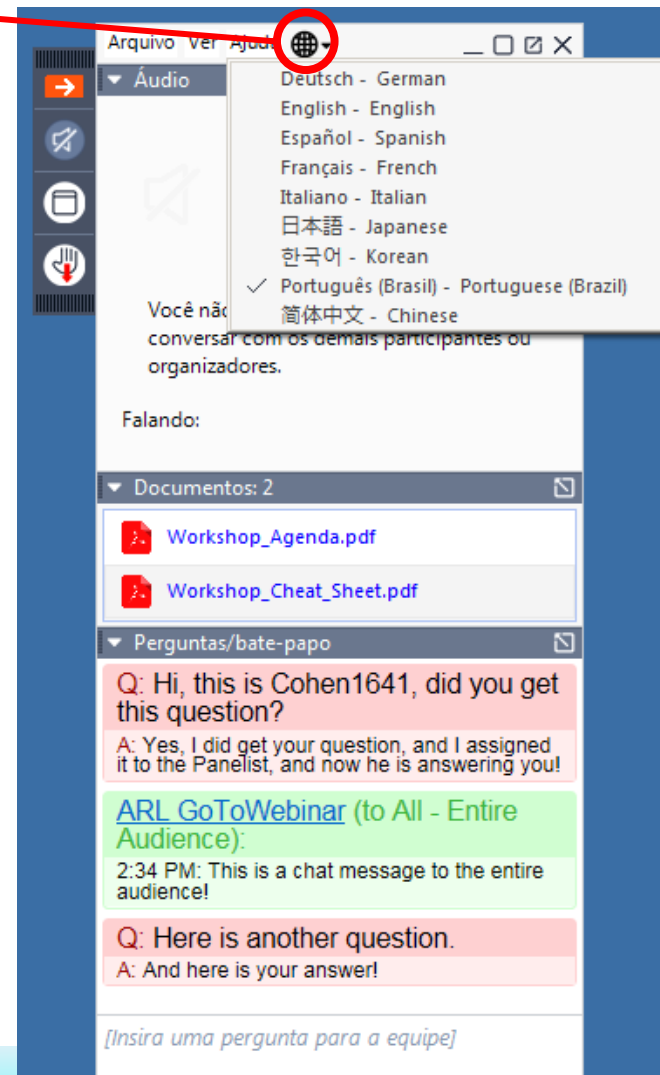 Arquivo Ver Ajuda
Áudio
Deutsch - German
English - English
Español - Spanish
Français - French
Italiano - Italian
日本語 - Japanese
한국어 - Korean
Português (Brasil) - Portuguese (Brazil)
简体中文 - Chinese
Você não
conversar com os demais participantes ou
organizadores.
Falando:
Documentos: 2
Workshop_Agenda.pdf
Workshop_Cheat_Sheet.pdf
Perguntas/bate-papo
Q: Hi, this is Cohen1641, did you get
this question?
A: Yes, I did get your question, and I assigned
it to the Panelist, and now he is answering you!
ARL GoToWebinar (to All - Entire
Audience):
2:34 PM: This is a chat message to the entire
audience!
Q: Here is another question.
A: And here is your answer!
[Insira uma pergunta para a equipe]